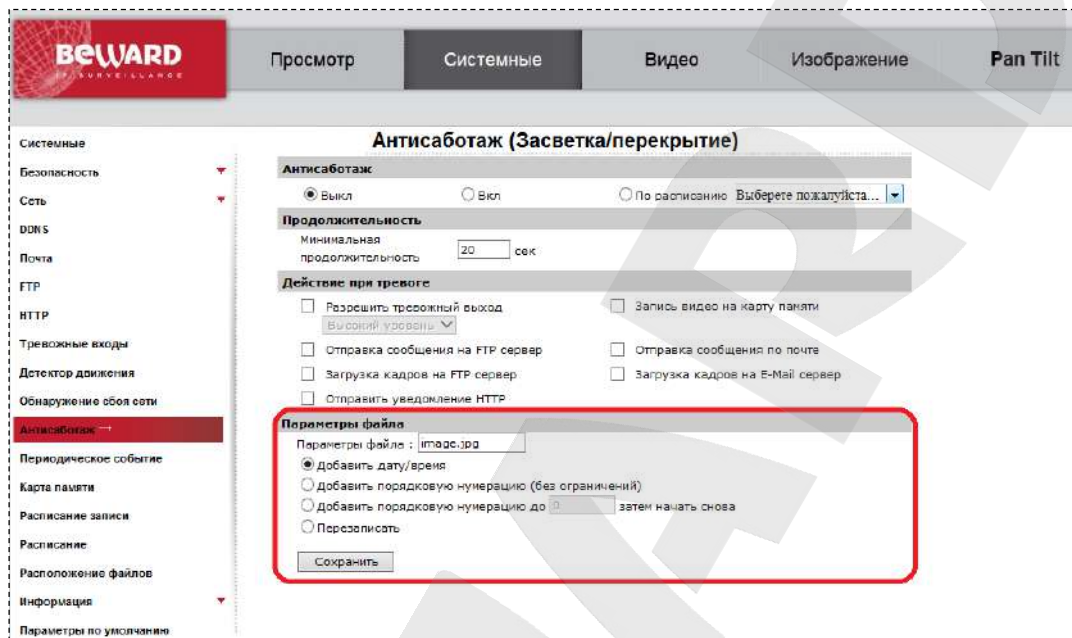 BEWARD
IP SURVEILLANCE
Просмотр
Системные
Видео
Изображение
Pan Tilt
Системные
Безопасность
Сеть
DDNS
Почта
FTP
HTTP
Тревожные входы
Детектор движения
Обнаружение сбоя сети
Антисаботаж
Периодическое событие
Карта памяти
Расписание записи
Расписание
Расположение файлов
Информация
Параметры по умолчанию
Антисаботаж (Засветка/перекрытие)
Антисаботаж
Выкл Вкл По расписанию Выберете пожалуйста...
Продолжительность
Минимальная
продолжительность 20 сек
Действие при тревоге
Разрешить тревожный выход Запись видео на карту памяти
Высокий уровень
Отправка сообщения на FTP сервер Отправка сообщения по почте
Загрузка кадров на FTP сервер Загрузка кадров на E-Mail сервер
Отправить уведомление HTTP
Параметры файла
Параметры файла : image.jpg
Добавить дату/время
Добавить порядковую нумерацию (без ограничений)
Добавить порядковую нумерацию до 0 затем начать снова
Перезаписать
Сохранить